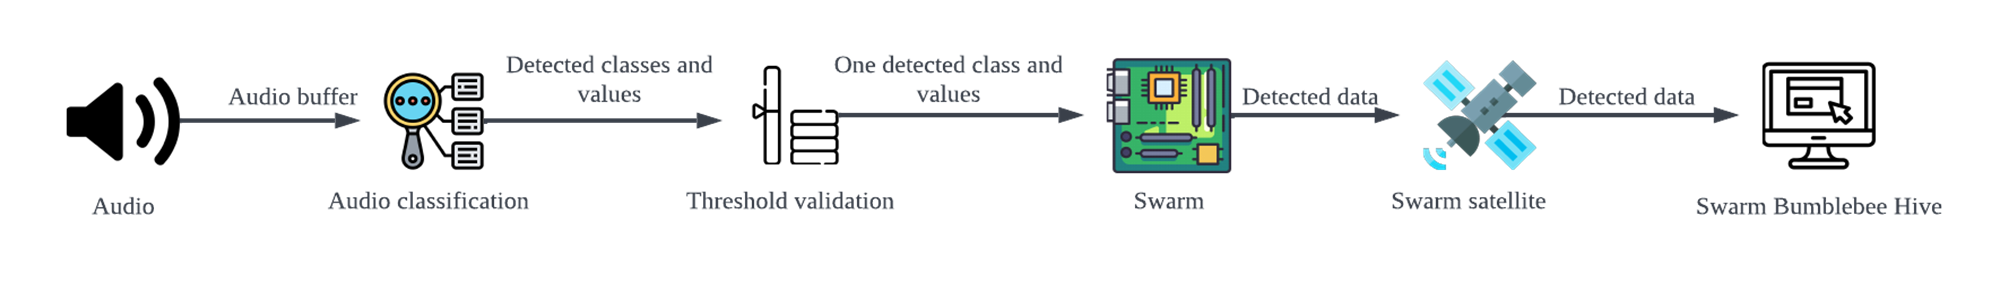 Audio buffer
Detected classes and
values
One detected class and
values
Detected data
Detected data
Audio
Audio classification
Threshold validation
Swarm
Swarm satellite
Swarm Bumblebee Hive